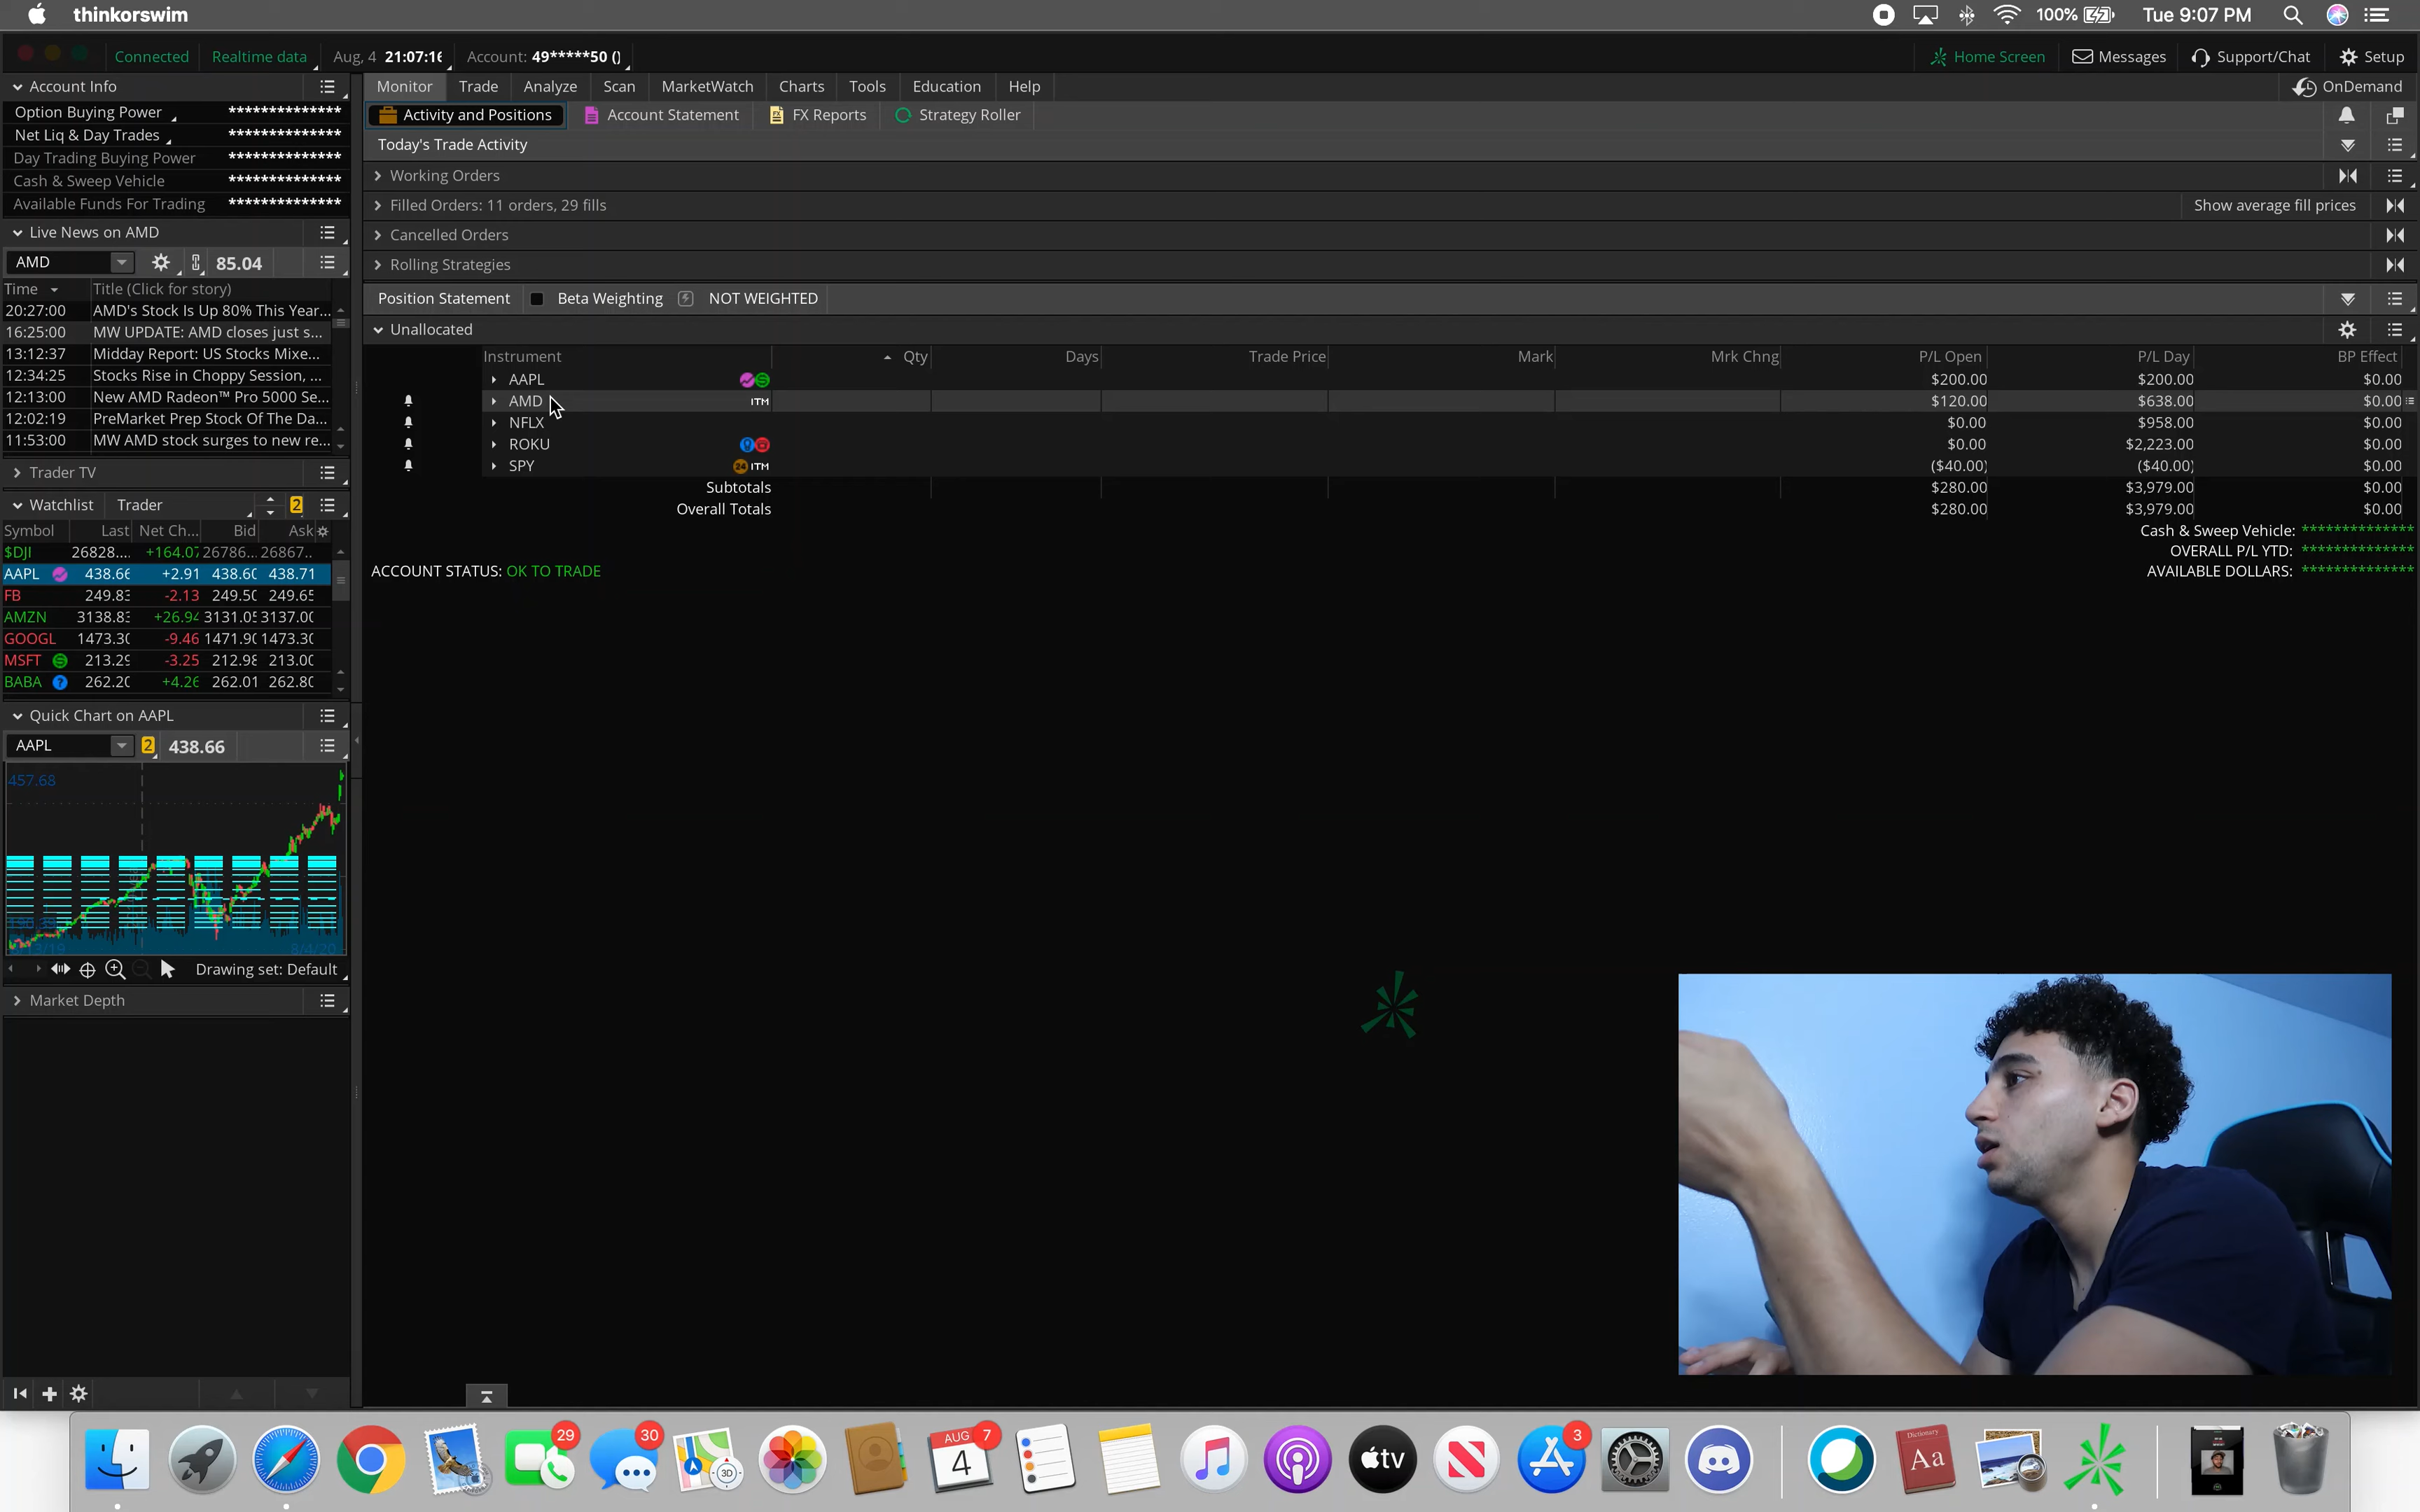 thinkorswim 100% Tue 9:07 PM
Connected Realtime data Aug, 4 21:07:16 Account: 49*****50 () Home Screen Messages Support/Chat Setup
Account Info
Option Buying Power **************
Net Liq & Day Trades **************
Day Trading Buying Power **************
Cash & Sweep Vehicle **************
Available Funds For Trading **************
Live News on AMD
AMD 85.04
Time Title (Click for story)
20:27:00 AMD's Stock Is Up 80% This Year...
16:25:00 MW UPDATE: AMD closes just s...
13:12:37 Midday Report: US Stocks Mixe...
12:34:25 Stocks Rise in Choppy Session, ...
12:13:00 New AMD Radeon™ Pro 5000 Se...
12:02:19 PreMarket Prep Stock Of The Da...
11:53:00 MW AMD stock surges to new re...
Trader TV
Watchlist Trader 2
Symbol Last Net Ch... Bid Ask
$DJI 26828.... +164.07 26786... 26867..
AAPL 438.66 +2.91 438.60 438.71
FB 249.83 -2.13 249.50 249.65
AMZN 3138.83 +26.94 3131.05 3137.00
GOOGL 1473.30 -9.46 1471.90 1473.30
MSFT 213.29 -3.25 212.98 213.00
BABA 262.20 +4.26 262.01 262.80
Quick Chart on AAPL
AAPL 2 438.66
457.68
8/4/20
Drawing set: Default
Market Depth
Monitor Trade Analyze Scan MarketWatch Charts Tools Education Help OnDemand
Activity and Positions Account Statement FX Reports Strategy Roller
Today's Trade Activity
Working Orders
Filled Orders: 11 orders, 29 fills Show average fill prices
Cancelled Orders
Rolling Strategies
Position Statement Beta Weighting NOT WEIGHTED
Unallocated
Instrument Qty Days Trade Price Mark Mrk Chng P/L Open P/L Day BP Effect
AAPL $200.00 $200.00 $0.00
AMD ITM $120.00 $638.00 $0.00
NFLX $0.00 $958.00 $0.00
ROKU $0.00 $2,223.00 $0.00
SPY 24 ITM ($40.00) ($40.00) $0.00
Subtotals $280.00 $3,979.00 $0.00
Overall Totals $280.00 $3,979.00 $0.00
Cash & Sweep Vehicle: **************
OVERALL P/L YTD: **************
ACCOUNT STATUS: OK TO TRADE AVAILABLE DOLLARS: **************
29 30 3D AUG 4 7 tv 3 Dictionary Aa